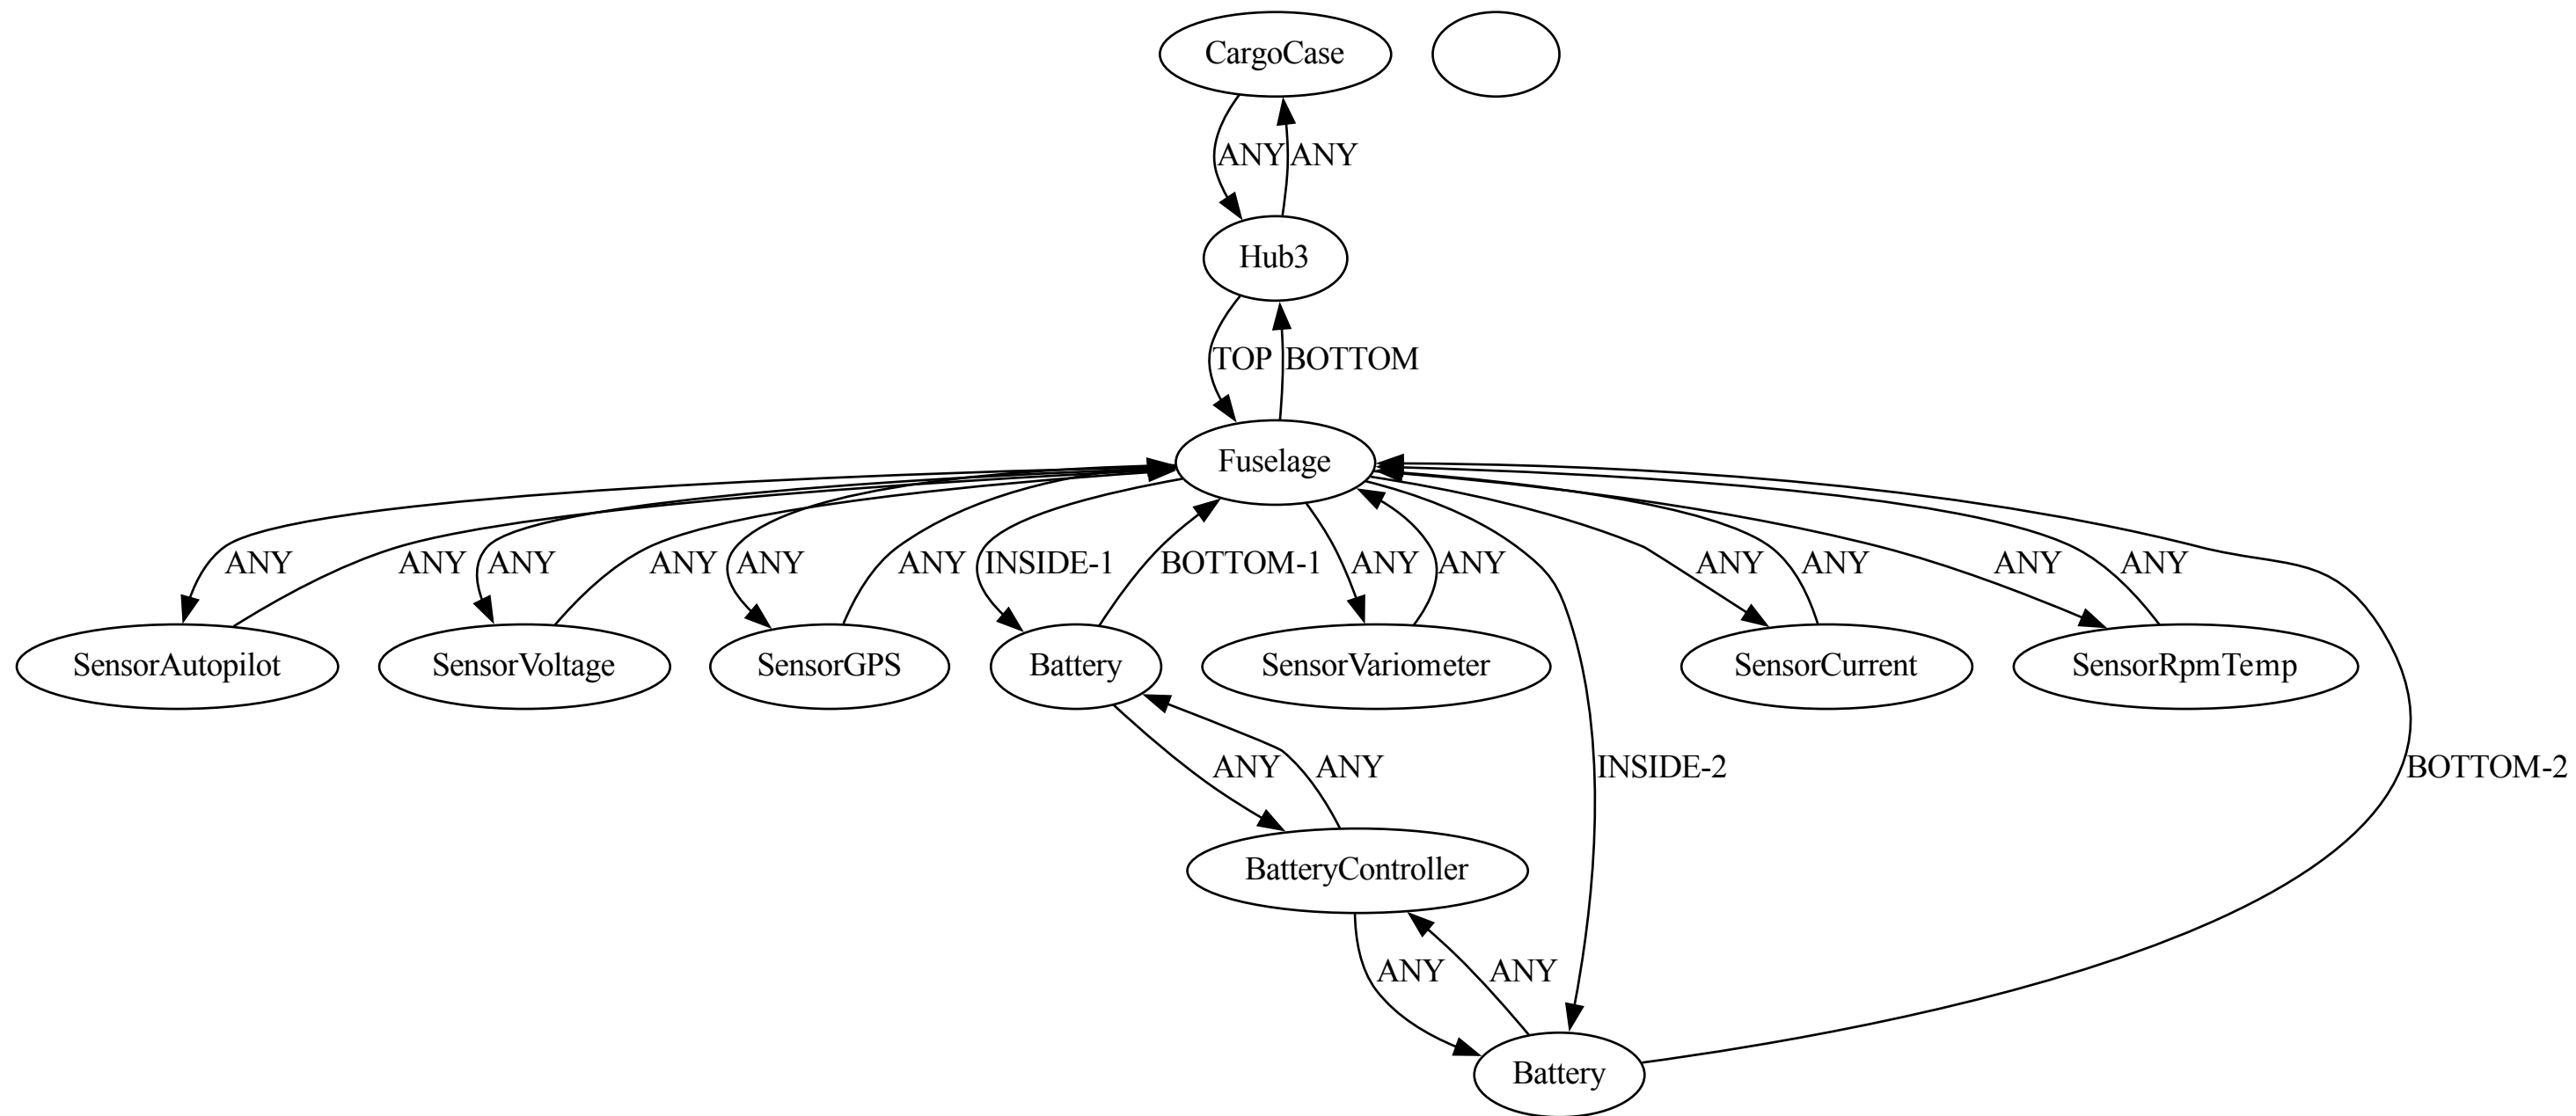 CargoCase
ANY
ANY
Hub3
TOP
BOTTOM
Fuselage
ANY
ANY
ANY
ANY
ANY
ANY
INSIDE-1
BOTTOM-1
ANY
ANY
ANY
ANY
ANY
ANY
SensorAutopilot
SensorVoltage
SensorGPS
Battery
SensorVariometer
SensorCurrent
SensorRpmTemp
ANY
ANY
INSIDE-2
BOTTOM-2
BatteryController
ANY
ANY
Battery